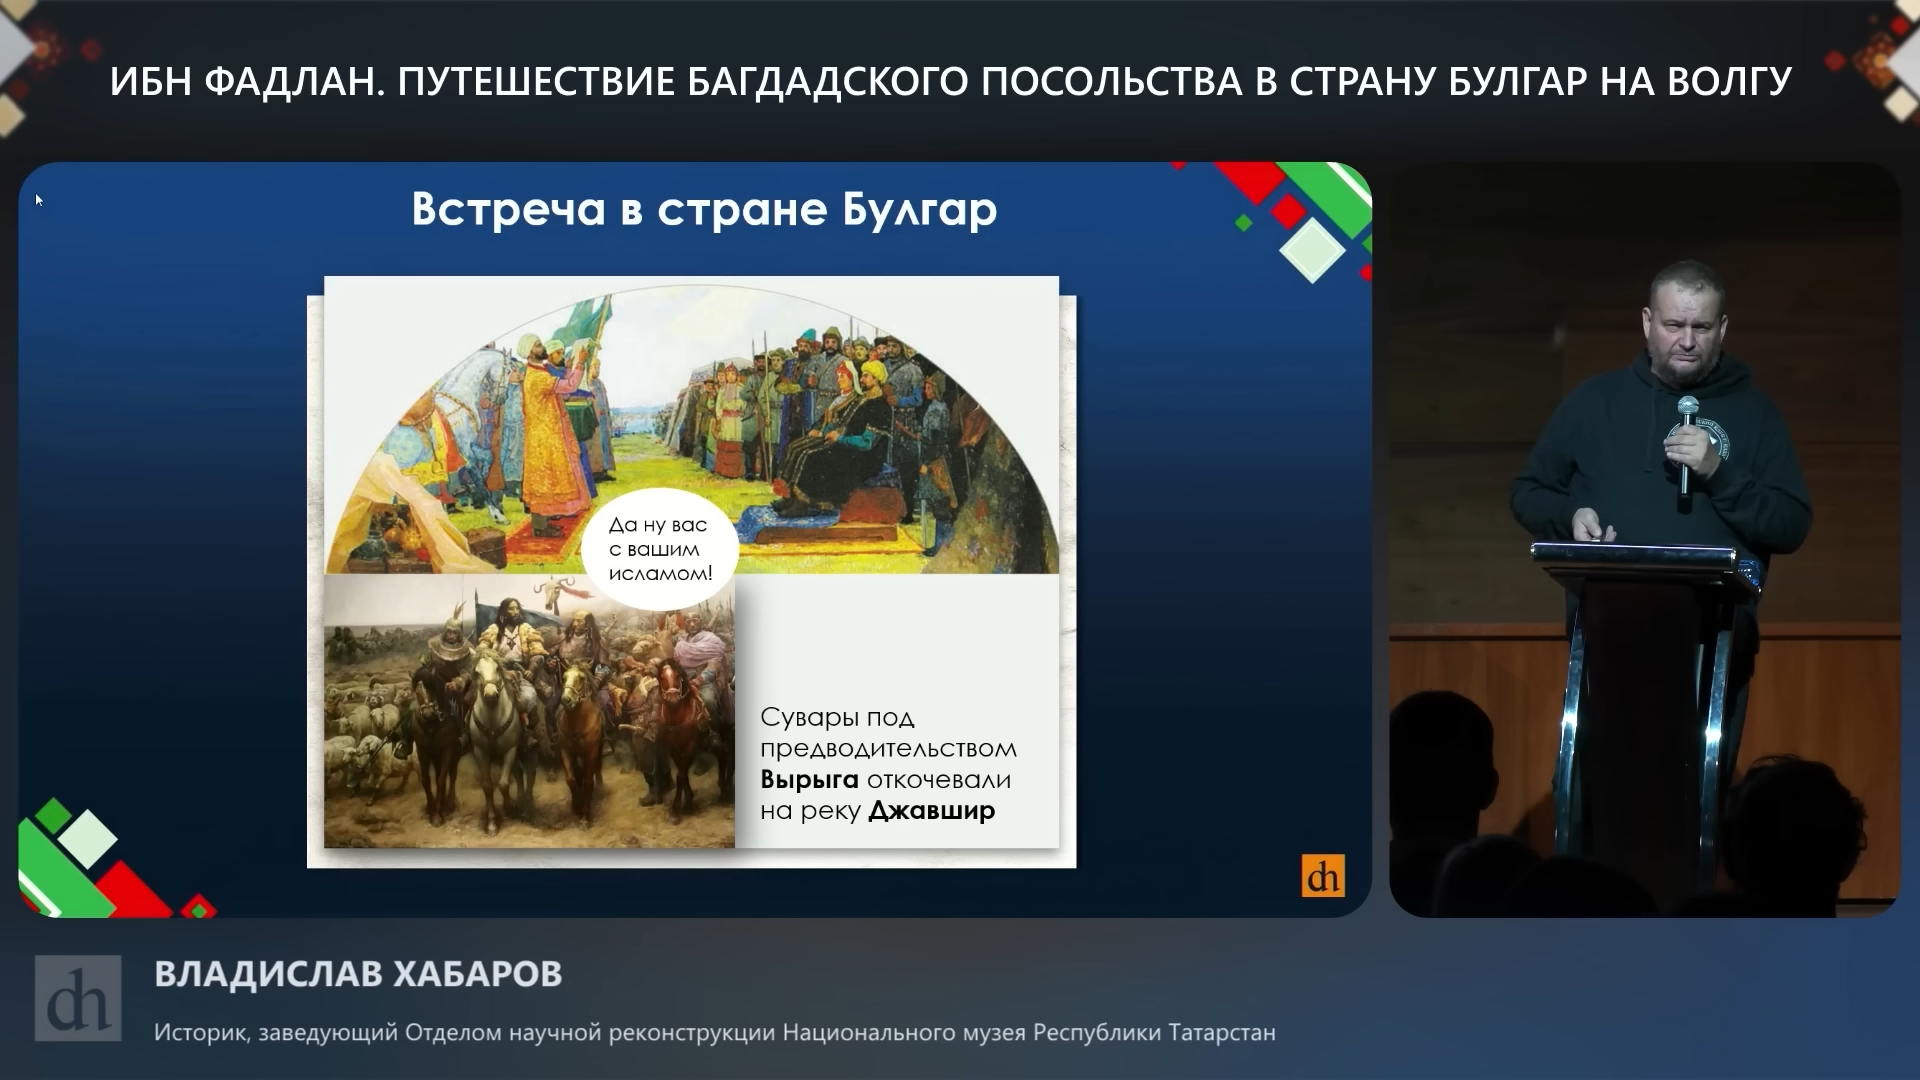 ИБН ФАДЛАН. ПУТЕШЕСТВИЕ БАГДАДСКОГО ПОСОЛЬСТВА В СТРАНУ БУЛГАР НА ВОЛГУ
Встреча в стране Булгар
Да ну вас
с вашим
исламом!
Сувары под
предводительством
Вырыга откочевали
на реку Джавшир
dh
dh
ВЛАДИСЛАВ ХАБАРОВ
Историк, заведующий Отделом научной реконструкции Национального музея Республики Татарстан